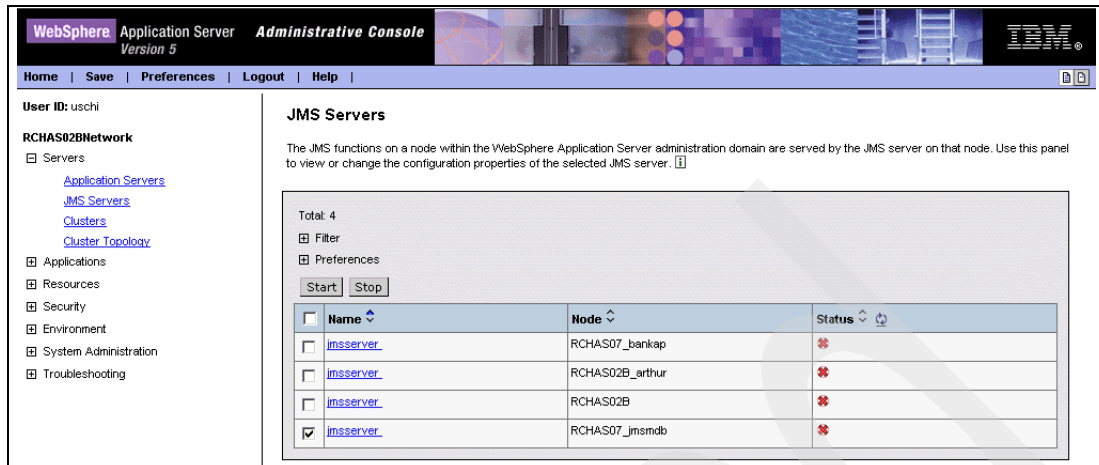 WebSphere. Application Server Administrative Console
Version 5
IBM®
Home | Save | Preferences | Logout | Help |
User ID: uschi
RCHAS02BNetwork
Servers
Application Servers
JMS Servers
Clusters
Cluster Topology
Applications
Resources
Security
Environment
System Administration
Troubleshooting
JMS Servers
The JMS functions on a node within the WebSphere Application Server administration domain are served by the JMS server on that node. Use this panel
to view or change the configuration properties of the selected JMS server. i
Total: 4
Filter
Preferences
Start Stop
Name Node Status
jmsserver RCHAS07_bankap
jmsserver RCHAS02B_arthur
jmsserver RCHAS02B
jmsserver RCHAS07_jmsmdb